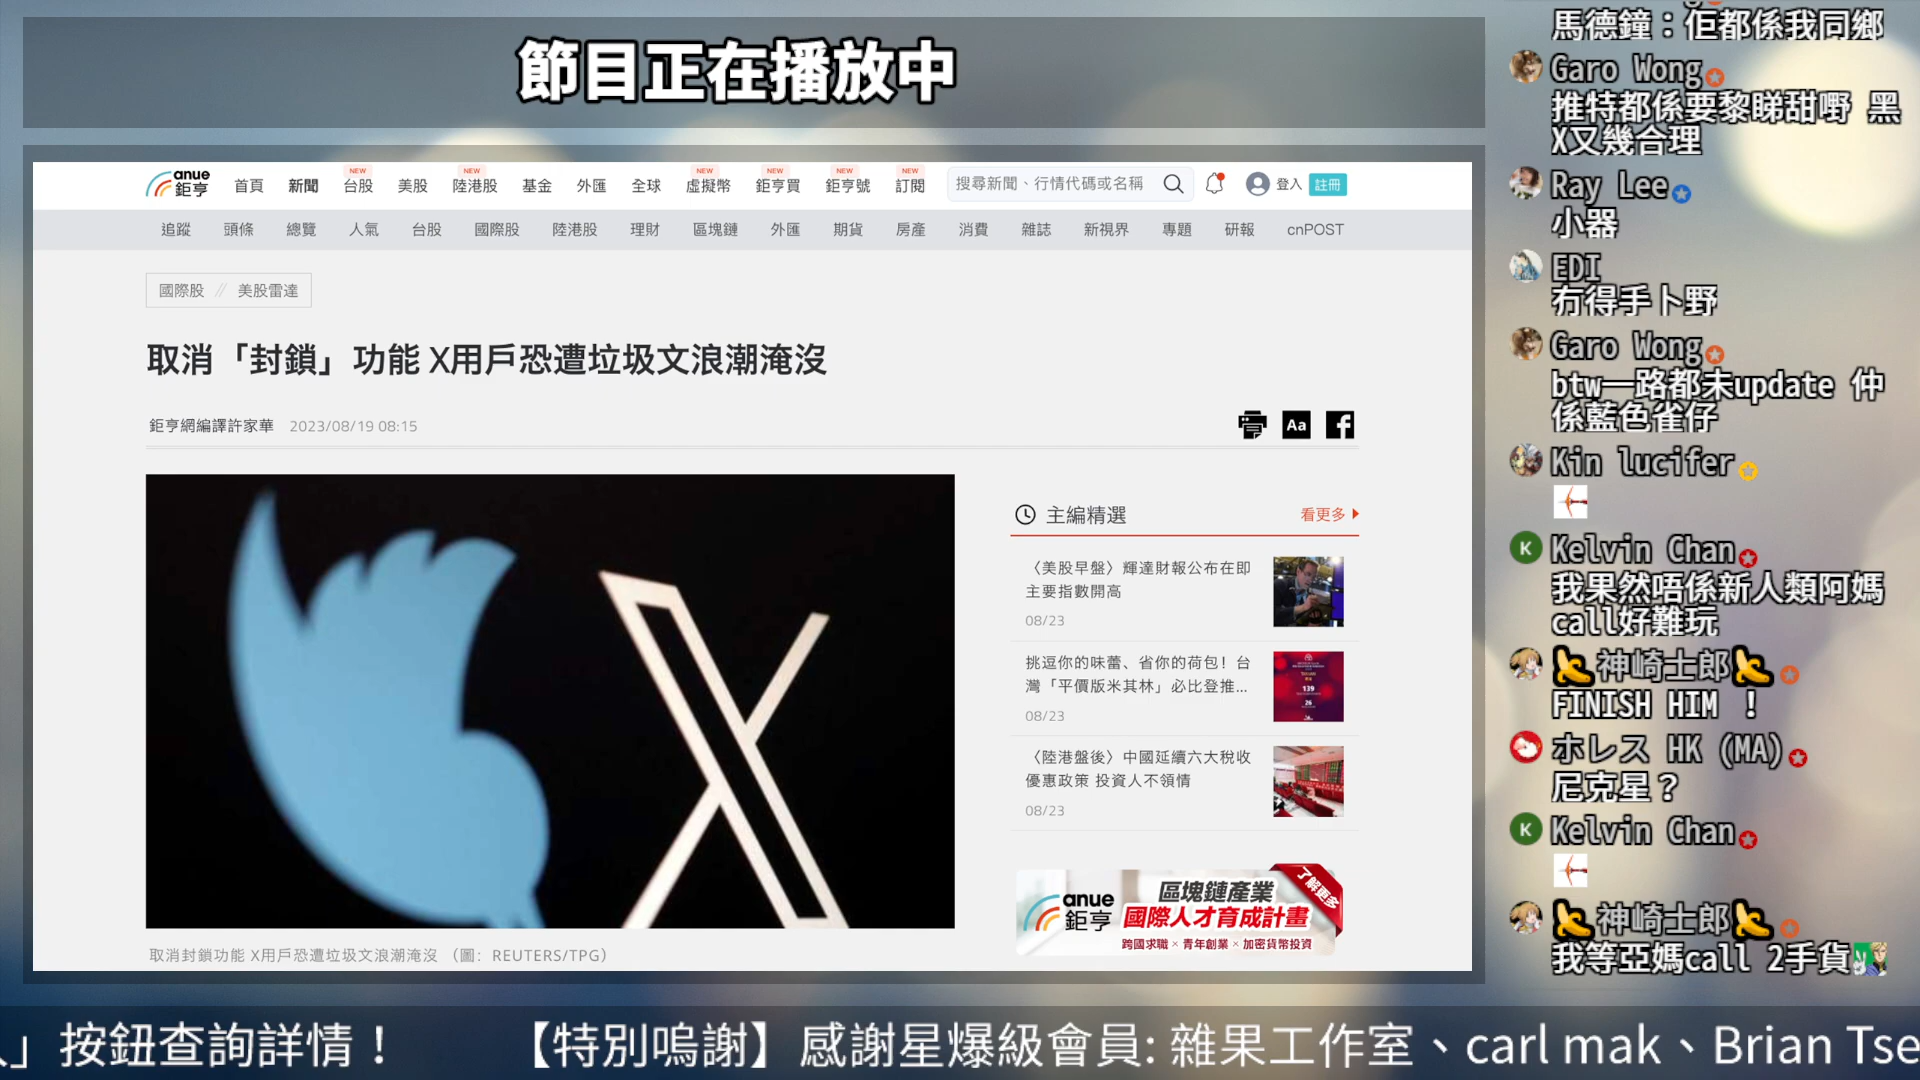 節目正在播放中
anue
鉅亨
首頁
新聞
NEW
台股
美股
NEW
陸港股
基金
外匯
全球
NEW
虛擬幣
NEW
鉅亨買
NEW
鉅亨號
NEW
訂閱
搜尋新聞、行情代碼或名稱
登入
註冊
追蹤
頭條
總覽
人氣
台股
國際股
陸港股
理財
區塊鏈
外匯
期貨
房產
消費
雜誌
新視界
專題
研報
cnPOST
國際股 // 美股雷達
取消「封鎖」功能 X用戶恐遭垃圾文浪潮淹沒
鉅亨網編譯許家華 2023/08/19 08:15
Aa
主編精選
看更多
〈美股早盤〉輝達財報公布在即
主要指數開高
08/23
挑逗你的味蕾、省你的荷包！台
灣「平價版米其林」必比登推...
08/23
139
26
〈陸港盤後〉中國延續六大稅收
優惠政策 投資人不領情
08/23
anue
鉅亨
區塊鏈產業
國際人才育成計畫
跨國求職 × 青年創業 × 加密貨幣投資
了解更多
取消封鎖功能 X用戶恐遭垃圾文浪潮淹沒 （圖：REUTERS/TPG）
馬德鐘：佢都係我同鄉
Garo Wong
推特都係要黎睇甜嘢 黑
X又幾合理
Ray Lee
小器
EDI
冇得手卜野
Garo Wong
btw一路都未update 仲
係藍色雀仔
Kin lucifer
K
Kelvin Chan
我果然唔係新人類阿媽
call好難玩
神崎士郎
FINISH HIM ！
ホレス HK (MA)
尼克星？
K
Kelvin Chan
神崎士郎
我等亞媽call 2手貨
」按鈕查詢詳情！ 【特別嗚謝】感謝星爆級會員: 雜果工作室、carl mak、Brian Tse